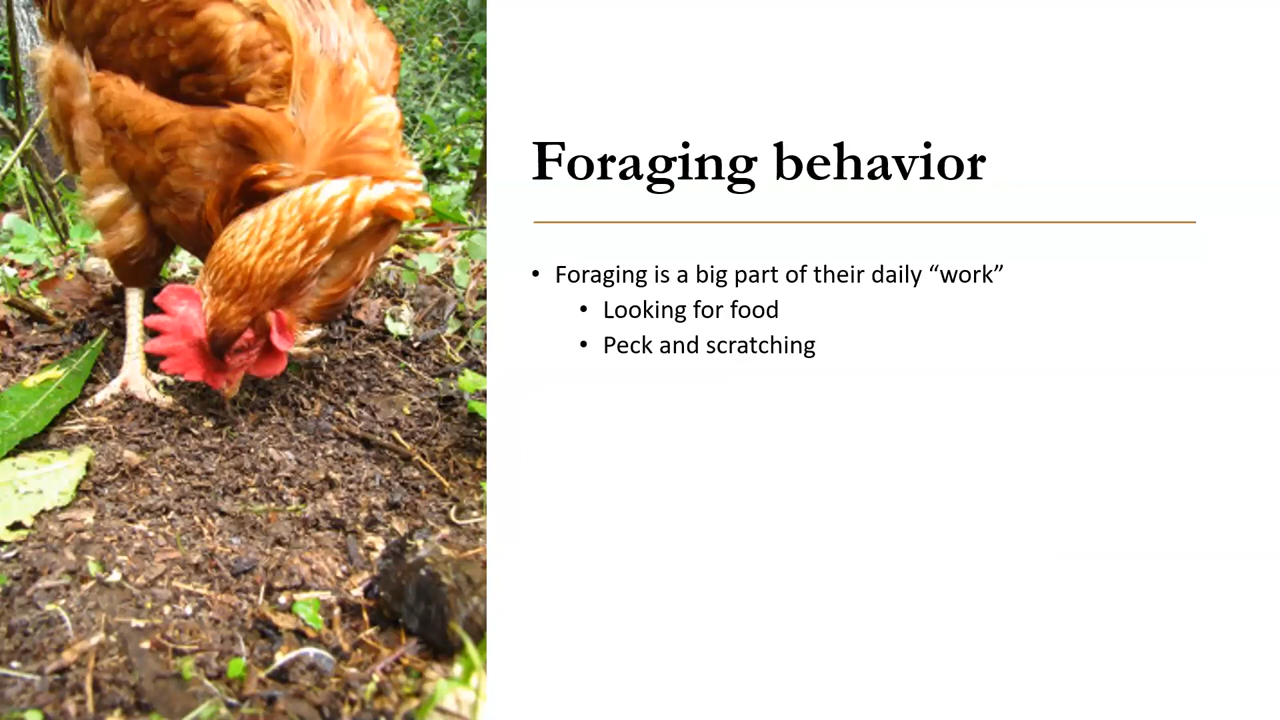 Foraging behavior
• Foraging is a big part of their daily “work”
• Looking for food
• Peck and scratching